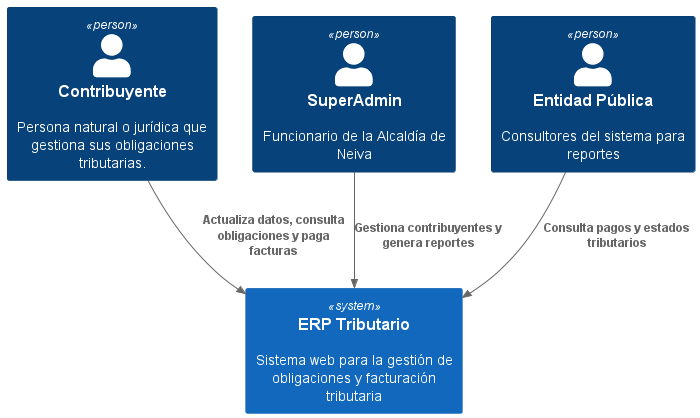 «person»
Contribuyente
Persona natural o jurídica que
gestiona sus obligaciones
tributarias.
«person»
SuperAdmin
Funcionario de la Alcaldía de
Neiva
«person»
Entidad Pública
Consultores del sistema para
reportes
Actualiza datos, consulta
obligaciones y paga
facturas
Gestiona contribuyentes y
genera reportes
Consulta pagos y estados
tributarios
«system»
ERP Tributario
Sistema web para la gestión de
obligaciones y facturación
tributaria